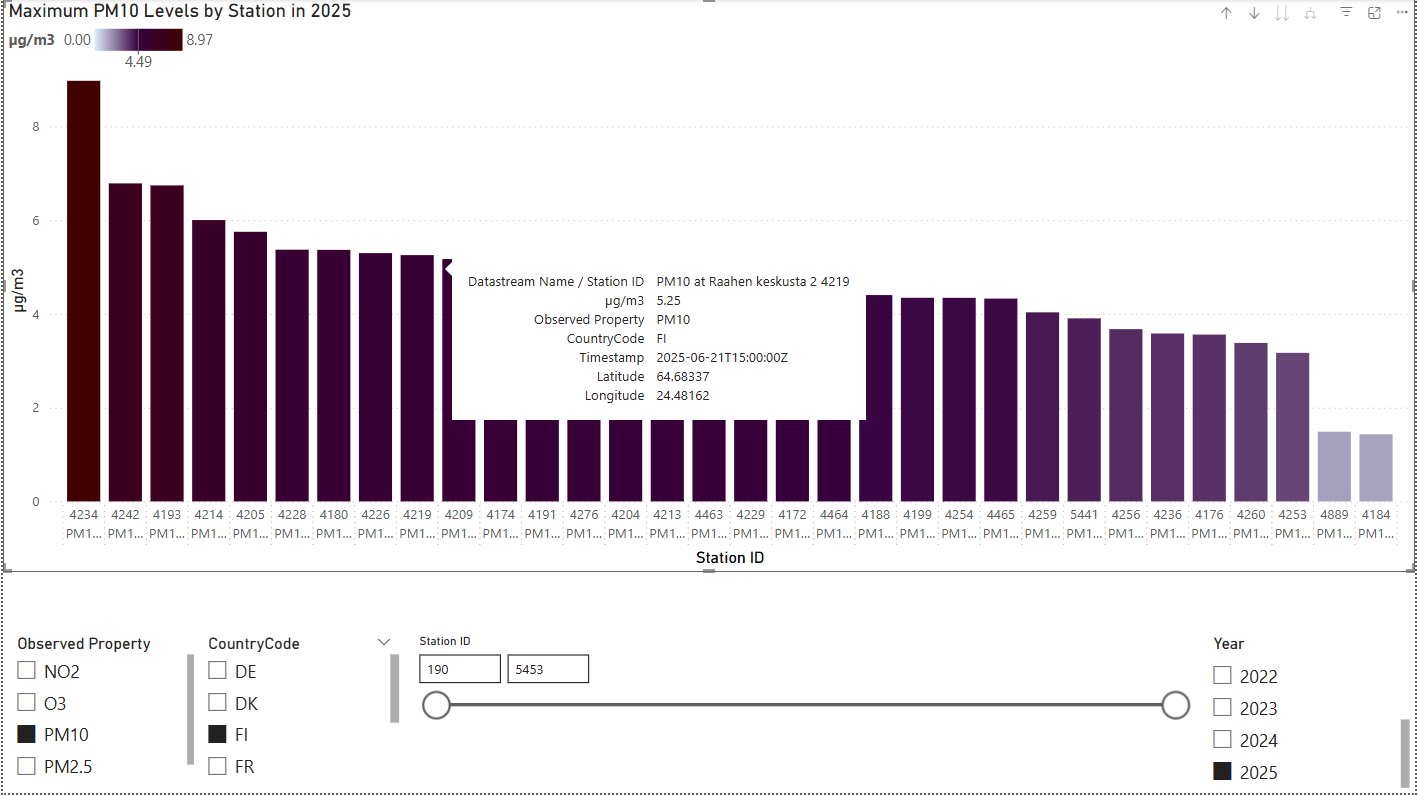 Maximum PM10 Levels by Station in 2025
µg/m3 0.00 8.97
4.49
8
6
4
2
0
µg/m3
Datastream Name / Station ID PM10 at Raahen keskusta 2 4219
µg/m3 5.25
Observed Property PM10
CountryCode FI
Timestamp 2025-06-21T15:00:00Z
Latitude 64.68337
Longitude 24.48162
4234 4242 4193 4214 4205 4228 4180 4226 4219 4209 4174 4191 4276 4204 4213 4463 4229 4172 4464 4188 4199 4254 4465 4259 5441 4256 4236 4176 4260 4253 4889 4184
PM1... PM1... PM1... PM1... PM1... PM1... PM1... PM1... PM1... PM1... PM1... PM1... PM1... PM1... PM1... PM1... PM1... PM1... PM1... PM1... PM1... PM1... PM1... PM1... PM1... PM1... PM1... PM1... PM1... PM1... PM1... PM1...
Station ID
Observed Property
NO2
O3
PM10
PM2.5
CountryCode
DE
DK
FI
FR
Station ID
190 5453
Year
2022
2023
2024
2025